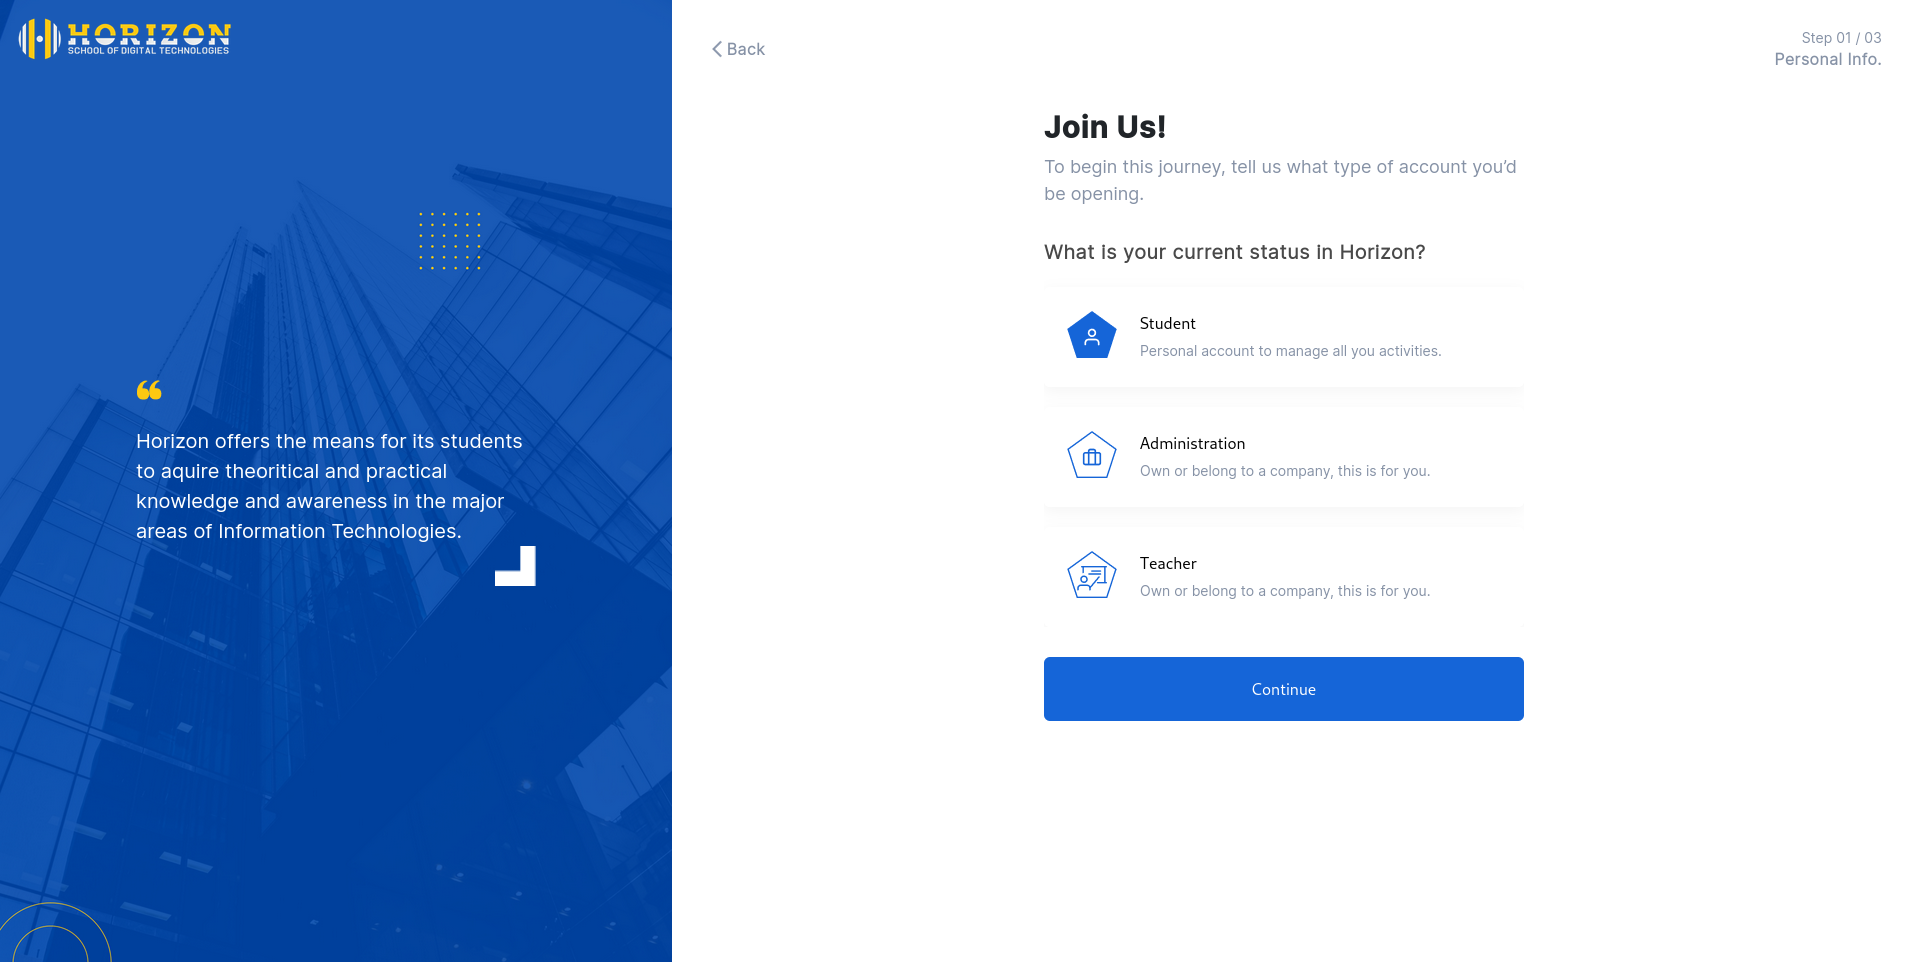 HORIZON
SCHOOL OF DIGITAL TECHNOLOGIES
“
Horizon offers the means for its students
to aquire theoritical and practical
knowledge and awareness in the major
areas of Information Technologies.
Back
Step 01 / 03
Personal Info.
Join Us!
To begin this journey, tell us what type of account you’d
be opening.
What is your current status in Horizon?
Student
Personal account to manage all you activities.
Administration
Own or belong to a company, this is for you.
Teacher
Own or belong to a company, this is for you.
Continue